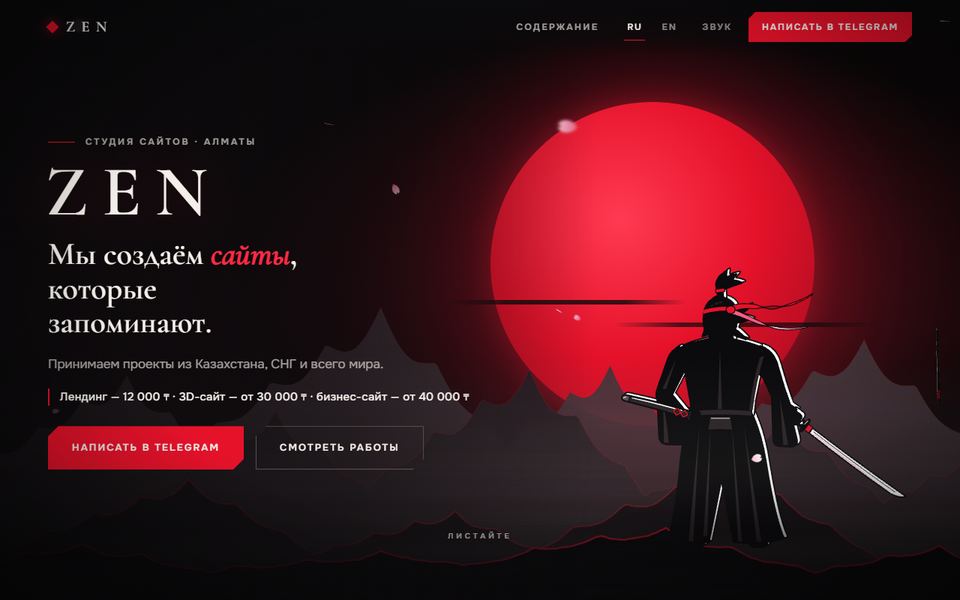 ZEN
СОДЕРЖАНИЕ
RU
EN
ЗВУК
НАПИСАТЬ В TELEGRAM
СТУДИЯ САЙТОВ · АЛМАТЫ
ZEN
Мы создаём сайты,
которые
запоминают.
Принимаем проекты из Казахстана, СНГ и всего мира.
Лендинг — 12 000 ₸ · 3D-сайт — от 30 000 ₸ · бизнес-сайт — от 40 000 ₸
НАПИСАТЬ В TELEGRAM
СМОТРЕТЬ РАБОТЫ
ЛИСТАЙТЕ